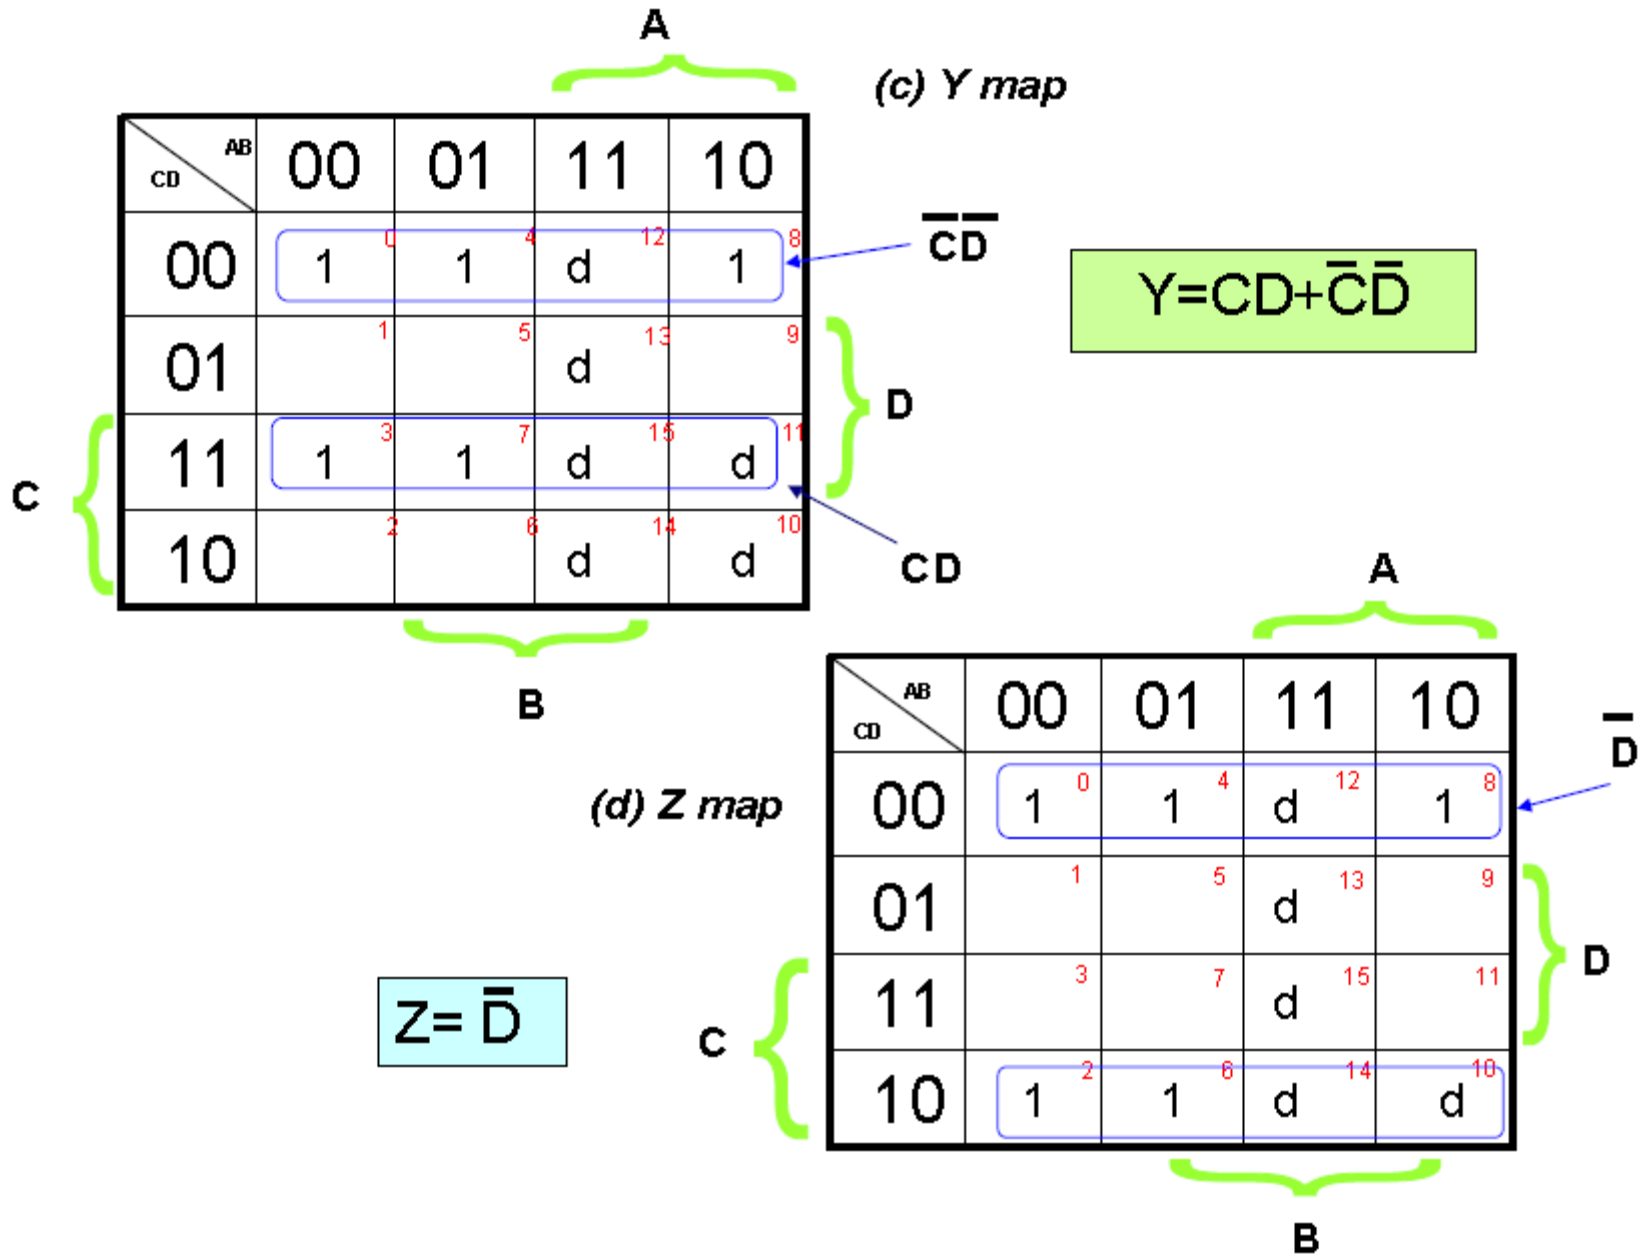 A
(c) Y map
AB
CD
00 01 11 10
00 1 0 1 4 d 12 1 8
01 1 5 d 13 9
11 1 3 1 7 d 15 d 11
10 2 6 d 14 d 10
C
D
B
C̅D̅
CD
Y=CD+C̅D̅
A
(d) Z map
AB
CD
00 01 11 10
00 1 0 1 4 d 12 1 8
01 1 5 d 13 9
11 3 7 d 15 11
10 1 2 1 6 d 14 d 10
D̅
D
C
B
Z= D̅